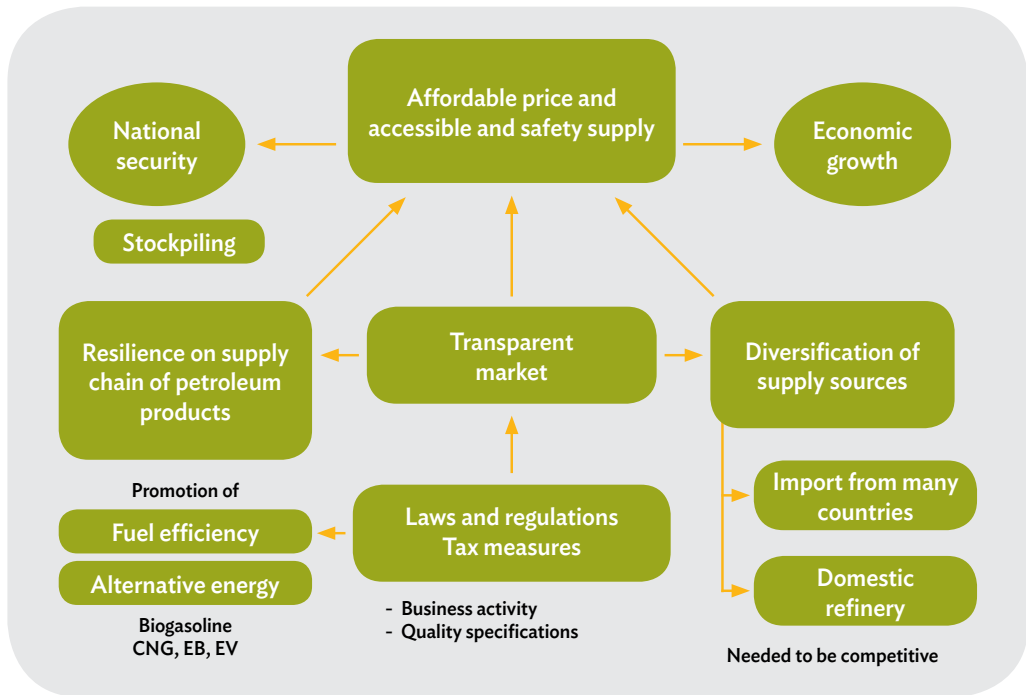 Affordable price and
accessible and safety supply
National
security
Economic
growth
Stockpiling
Resilience on supply
chain of petroleum
products
Transparent
market
Diversification of
supply sources
Promotion of
Fuel efficiency
Alternative energy
Biogasoline
CNG, EB, EV
Laws and regulations
Tax measures
- Business activity
- Quality specifications
Import from many
countries
Domestic
refinery
Needed to be competitive